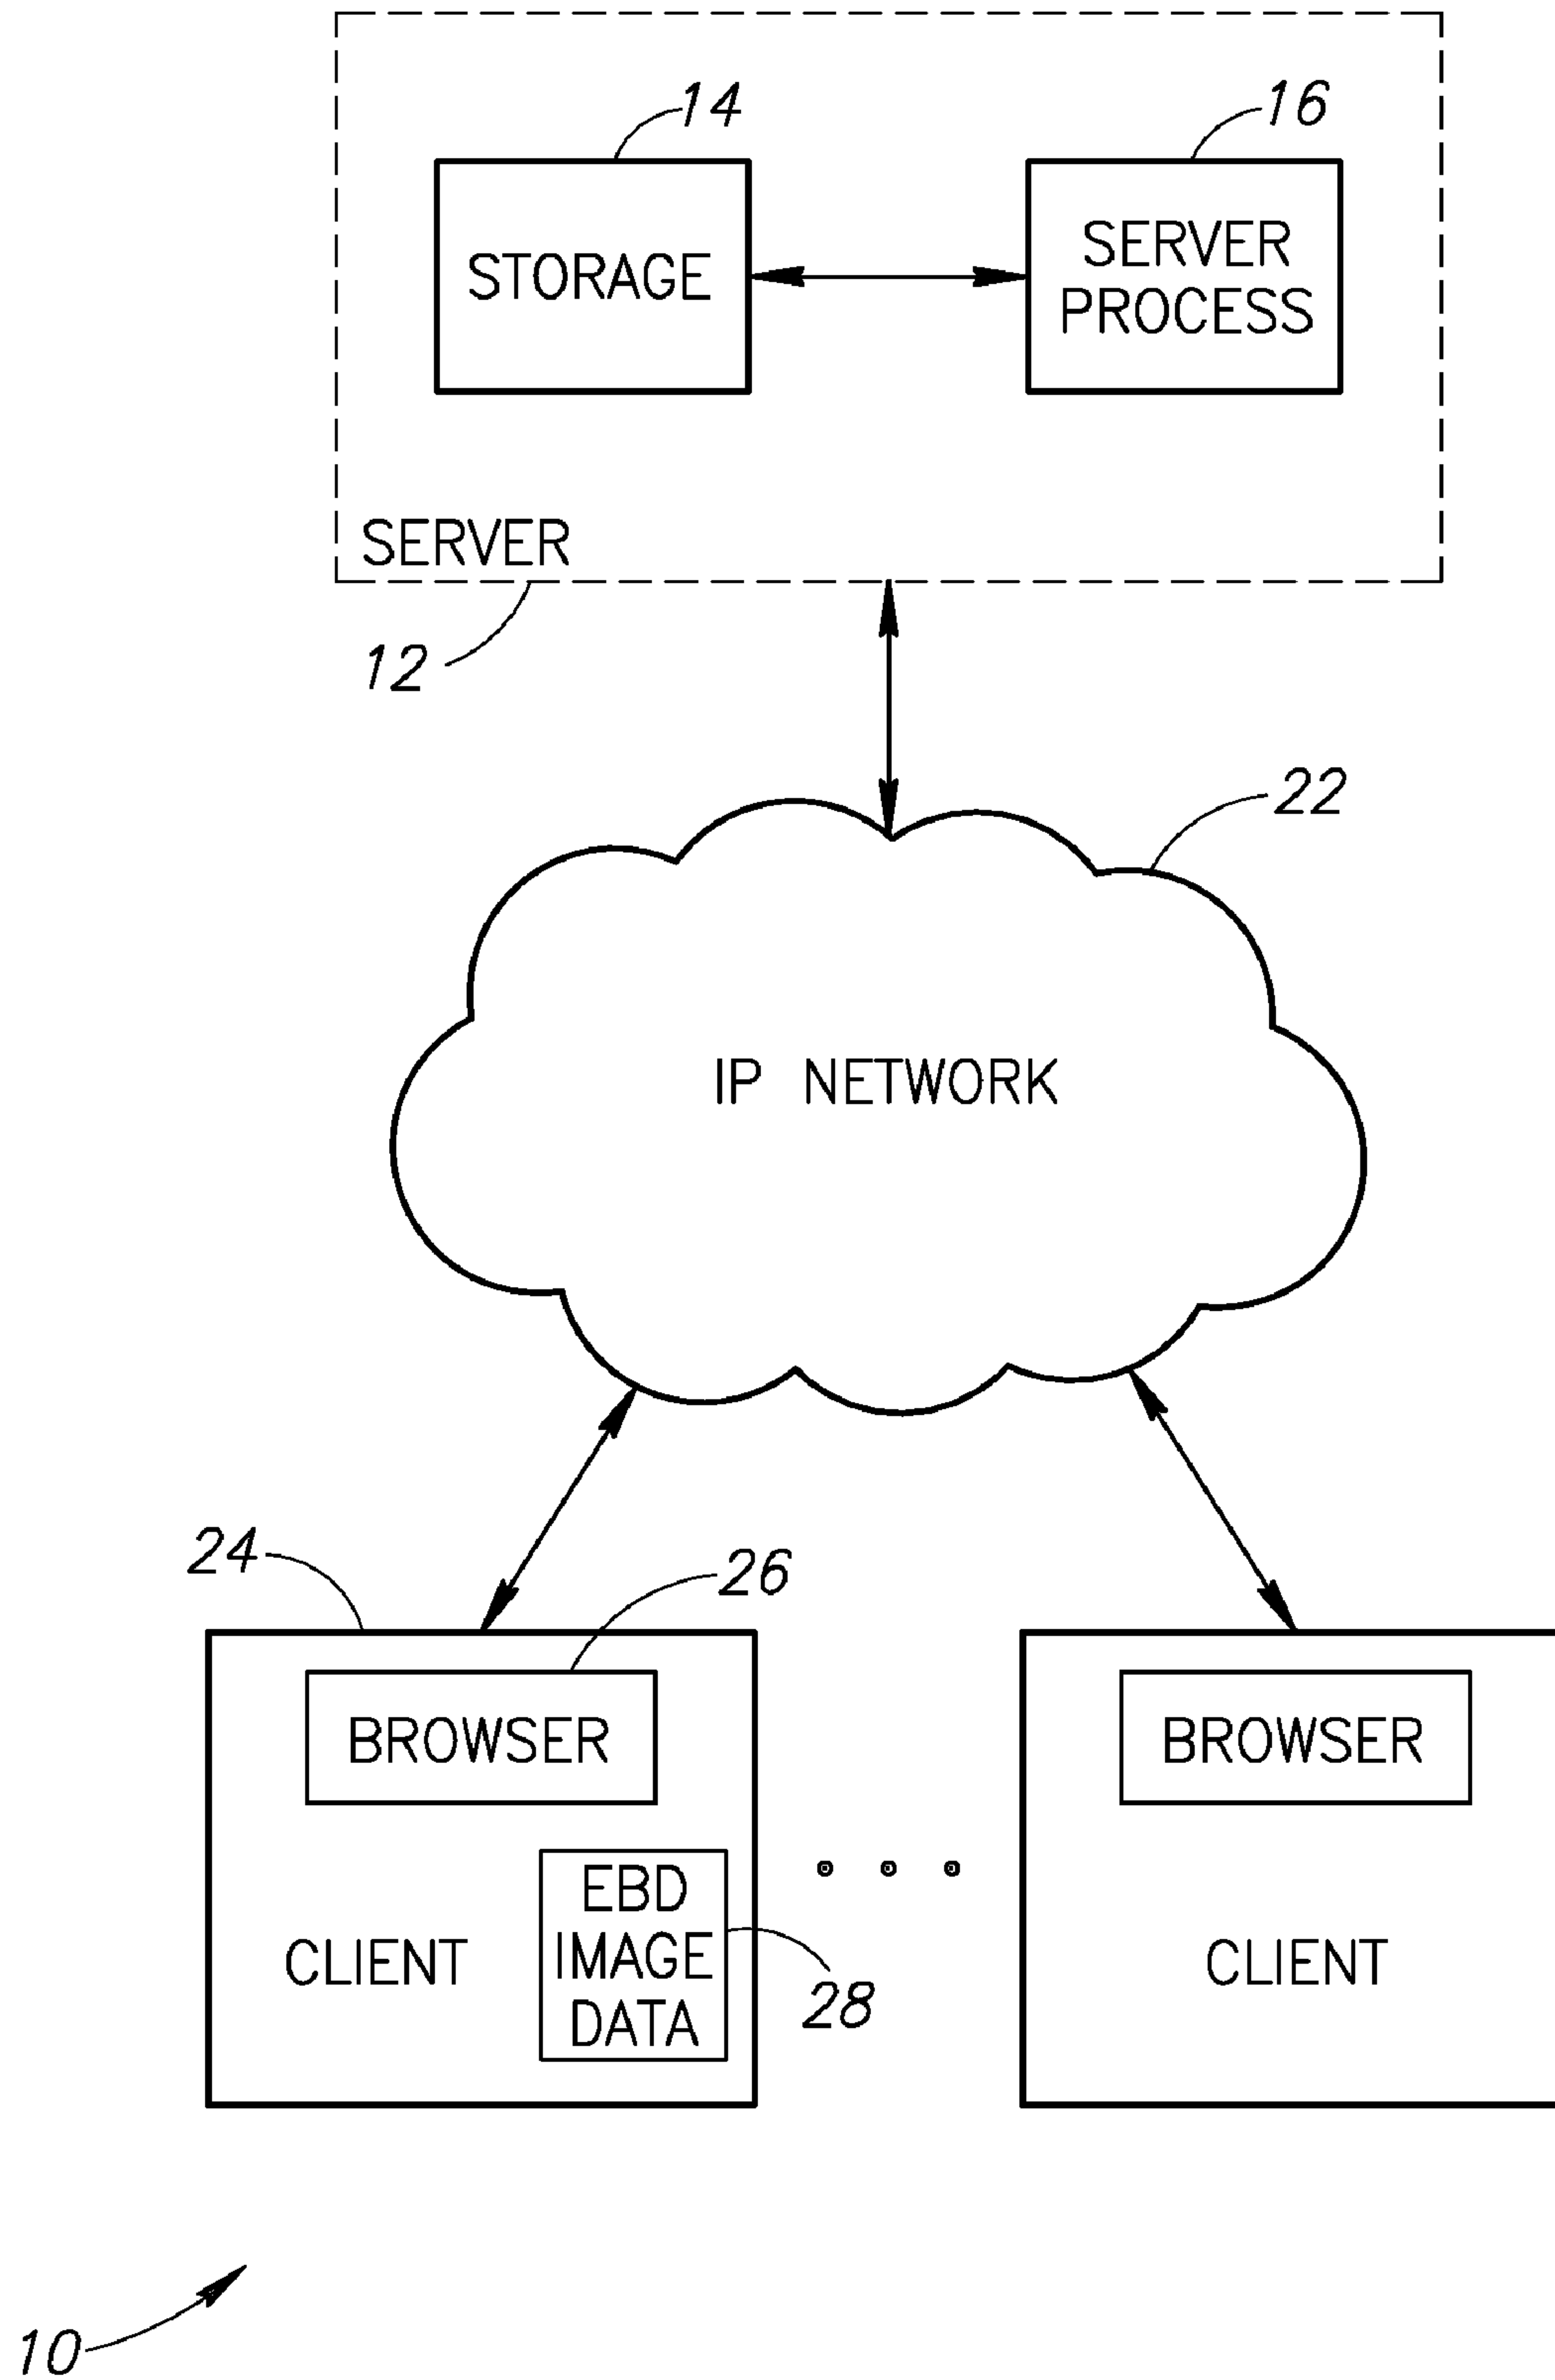 14
16
STORAGE
SERVER
PROCESS
SERVER
12
22
IP NETWORK
24
26
BROWSER
BROWSER
EBD
IMAGE
DATA
CLIENT
CLIENT
28
10